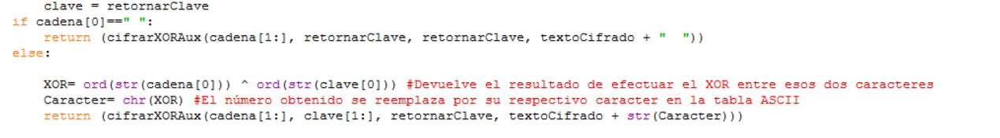 clave = retornarClave
if cadena[0]==" ":
    return (cifrarXORAux(cadena[1:], retornarClave, retornarClave, textoCifrado + "  "))
else:

    XOR= ord(str(cadena[0])) ^ ord(str(clave[0])) #Devuelve el resultado de efectuar el XOR entre esos dos caracteres
    Caracter= chr(XOR) #El número obtenido se reemplaza por su respectivo caracter en la tabla ASCII
    return (cifrarXORAux(cadena[1:], clave[1:], retornarClave, textoCifrado + str(Caracter)))